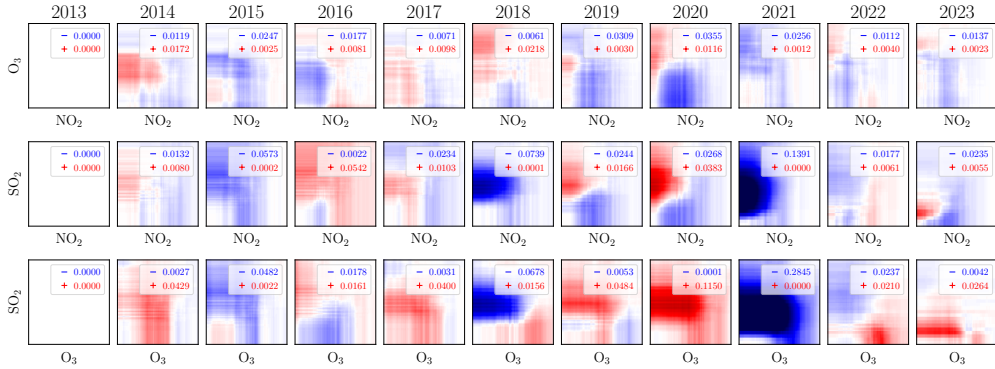 2013 2014 2015 2016 2017 2018 2019 2020 2021 2022 2023
O₃
− 0.0000 − 0.0119 − 0.0247 − 0.0177 − 0.0071 − 0.0061 − 0.0309 − 0.0355 − 0.0256 − 0.0112 − 0.0137
+ 0.0000 + 0.0172 + 0.0025 + 0.0081 + 0.0098 + 0.0218 + 0.0030 + 0.0116 + 0.0012 + 0.0040 + 0.0023
NO₂ NO₂ NO₂ NO₂ NO₂ NO₂ NO₂ NO₂ NO₂ NO₂ NO₂
SO₂
− 0.0000 − 0.0132 − 0.0573 − 0.0022 − 0.0234 − 0.0739 − 0.0244 − 0.0268 − 0.1391 − 0.0177 − 0.0235
+ 0.0000 + 0.0080 + 0.0002 + 0.0542 + 0.0103 + 0.0001 + 0.0166 + 0.0383 + 0.0000 + 0.0061 + 0.0055
NO₂ NO₂ NO₂ NO₂ NO₂ NO₂ NO₂ NO₂ NO₂ NO₂ NO₂
SO₂
− 0.0000 − 0.0027 − 0.0482 − 0.0178 − 0.0031 − 0.0678 − 0.0053 − 0.0001 − 0.2845 − 0.0237 − 0.0042
+ 0.0000 + 0.0429 + 0.0022 + 0.0161 + 0.0400 + 0.0156 + 0.0484 + 0.1150 + 0.0000 + 0.0210 + 0.0264
O₃ O₃ O₃ O₃ O₃ O₃ O₃ O₃ O₃ O₃ O₃